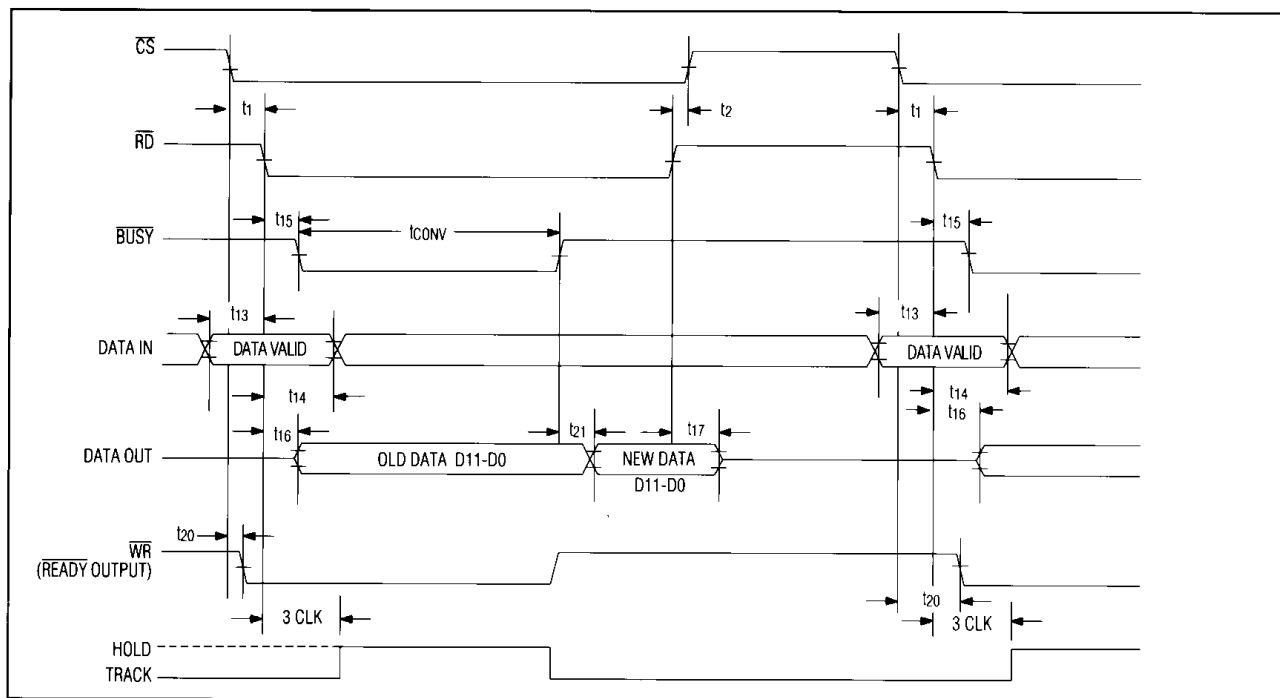 CS
t1
t2
t1
RD
t15
tCONV
t15
BUSY
t13
t13
DATA IN
DATA VALID
DATA VALID
t14
t14
t16
t21
t17
t16
DATA OUT
OLD DATA D11-D0
NEW DATA
D11-D0
t20
WR
(READY OUTPUT)
t20
3 CLK
3 CLK
HOLD
TRACK